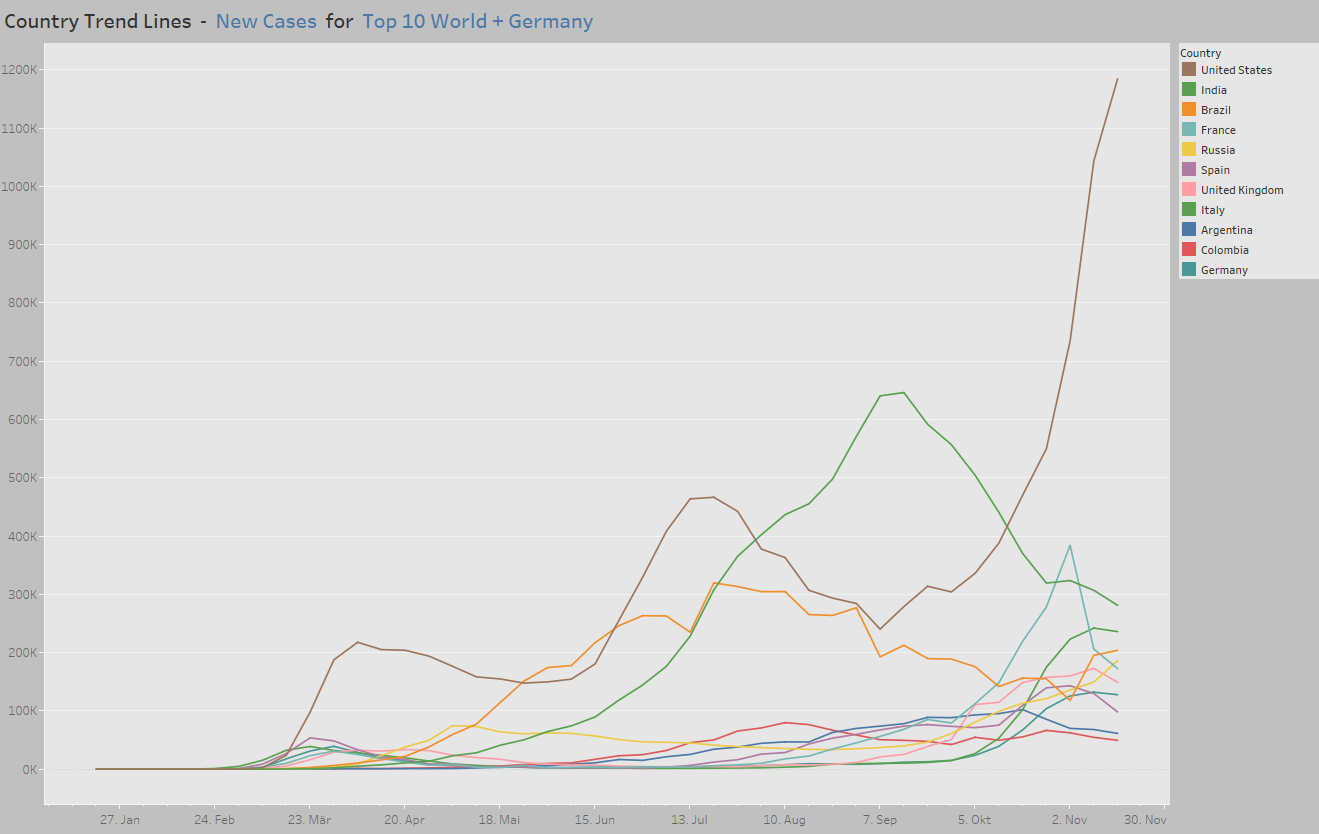 Country Trend Lines - New Cases for Top 10 World + Germany
Country
United States
India
Brazil
France
Russia
Spain
United Kingdom
Italy
Argentina
Colombia
Germany
1200K
1100K
1000K
900K
800K
700K
600K
500K
400K
300K
200K
100K
0K
27. Jan 24. Feb 23. Mär 20. Apr 18. Mai 15. Jun 13. Jul 10. Aug 7. Sep 5. Okt 2. Nov 30. Nov